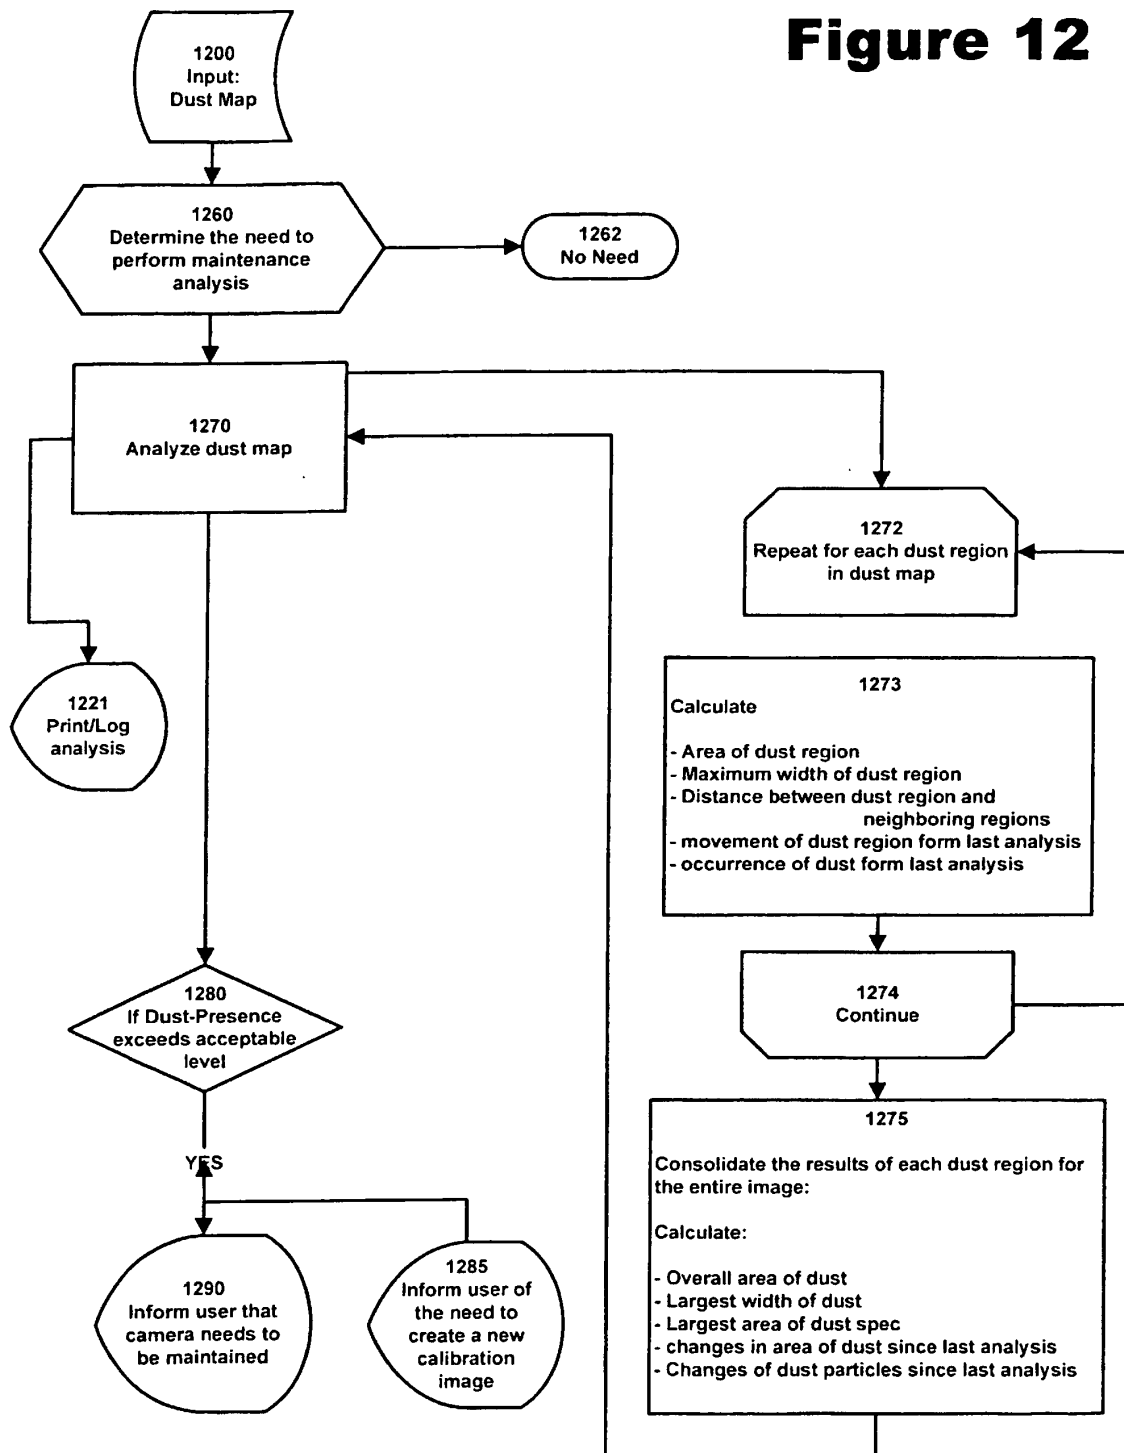 Figure 12
1200
Input:
Dust Map
1260
Determine the need to
perform maintenance
analysis
1262
No Need
1270
Analyze dust map
1272
Repeat for each dust region
in dust map
1221
Print/Log
analysis
1273
Calculate
- Area of dust region
- Maximum width of dust region
- Distance between dust region and
neighboring regions
- movement of dust region form last analysis
- occurrence of dust form last analysis
1280
If Dust-Presence
exceeds acceptable
level
1274
Continue
YES
1275
Consolidate the results of each dust region for
the entire image:
Calculate:
- Overall area of dust
- Largest width of dust
- Largest area of dust spec
- changes in area of dust since last analysis
- Changes of dust particles since last analysis
1290
Inform user that
camera needs to
be maintained
1285
Inform user of
the need to
create a new
calibration
image